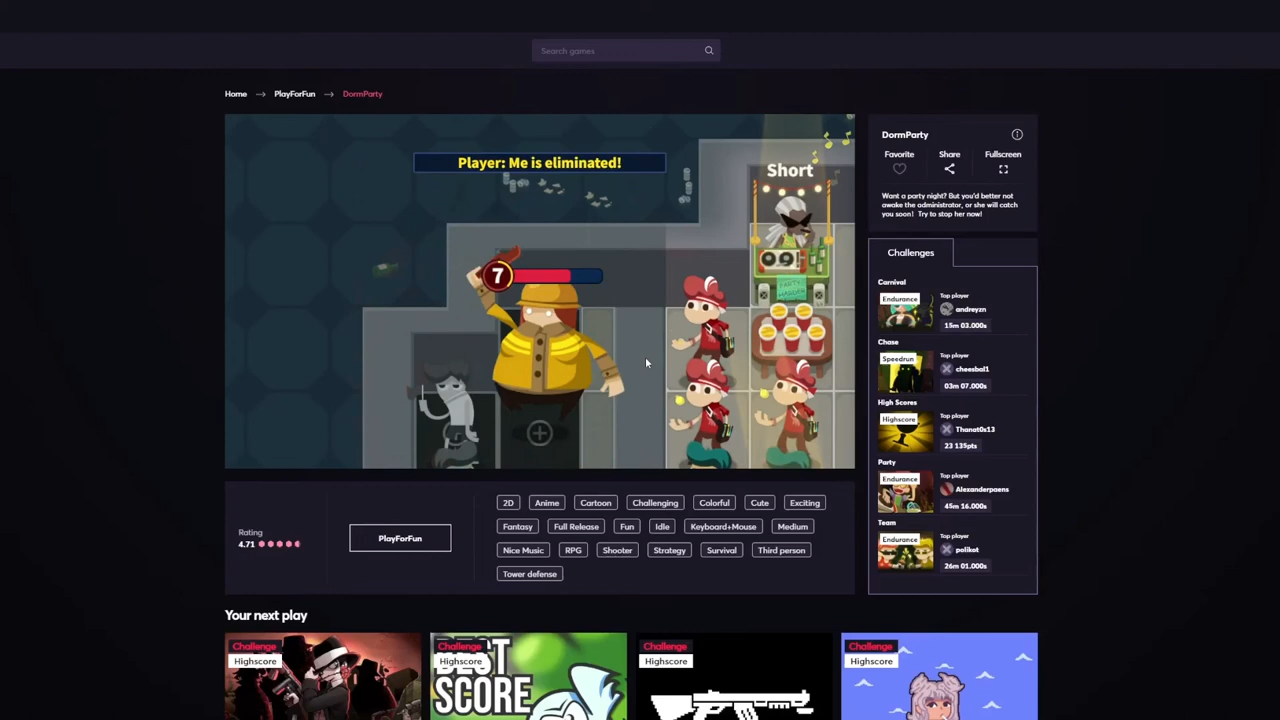 Search games
Home → PlayForFun → DormParty
Player: Me is eliminated!
7
Short
PARTY
HARDER
DormParty
Favorite
Share
Fullscreen
Want a party night? But you'd better not
awake the administrator, or she will catch
you soon! Try to stop her now!
Challenges
Carnival
Endurance
Top player
andreyzn
15m 03.000s
Chase
Speedrun
Top player
cheesbal1
03m 07.000s
High Scores
Highscore
Top player
Thanat0s13
23 135pts
Party
Endurance
Top player
Alexanderpaens
45m 16.000s
Team
Endurance
Top player
polikot
26m 01.000s
Rating
4.71
PlayForFun
2D Anime Cartoon Challenging Colorful Cute Exciting
Fantasy Full Release Fun Idle Keyboard+Mouse Medium
Nice Music RPG Shooter Strategy Survival Third person
Tower defense
Your next play
Challenge
Highscore
Challenge
Highscore
BEST
SCORE
Challenge
Highscore
Challenge
Highscore